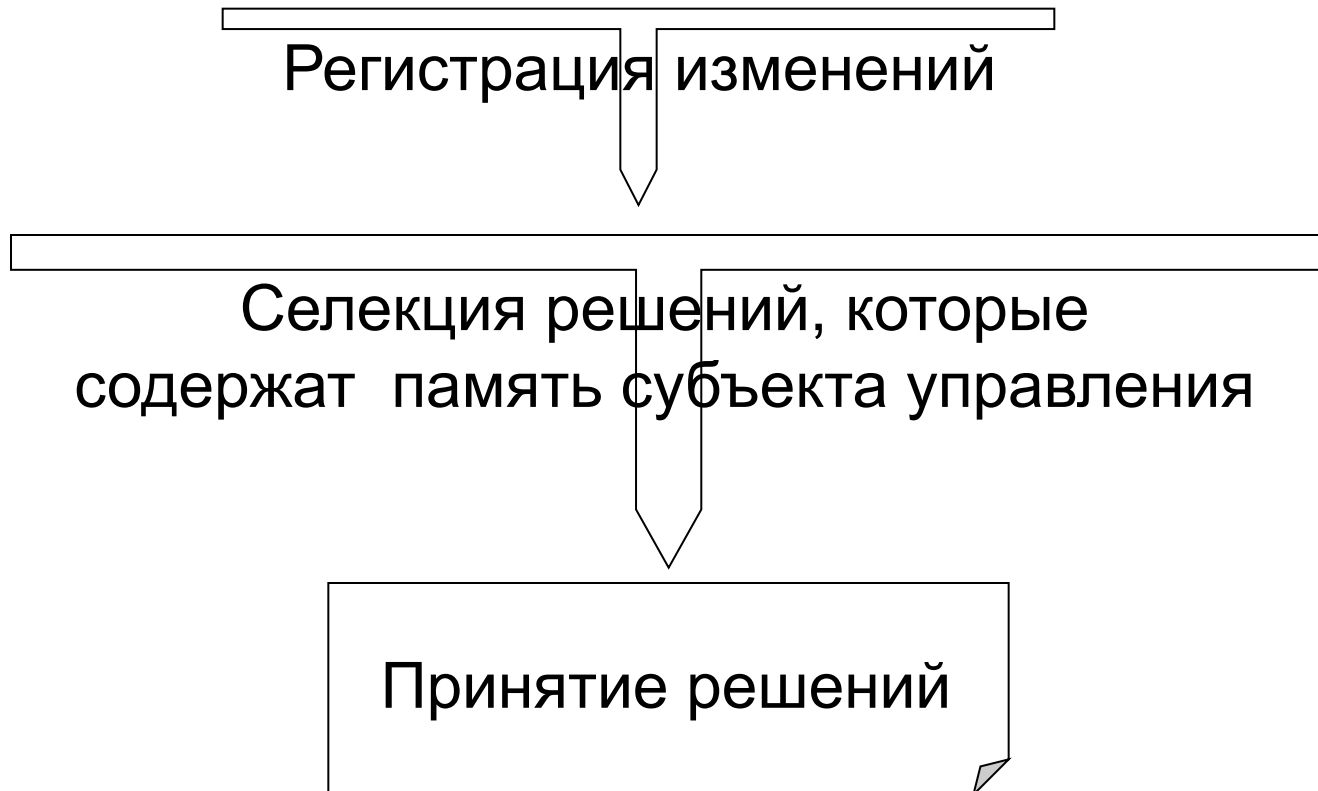 Регистрация изменений
Селекция решений, которые
содержат память субъекта управления
Принятие решений